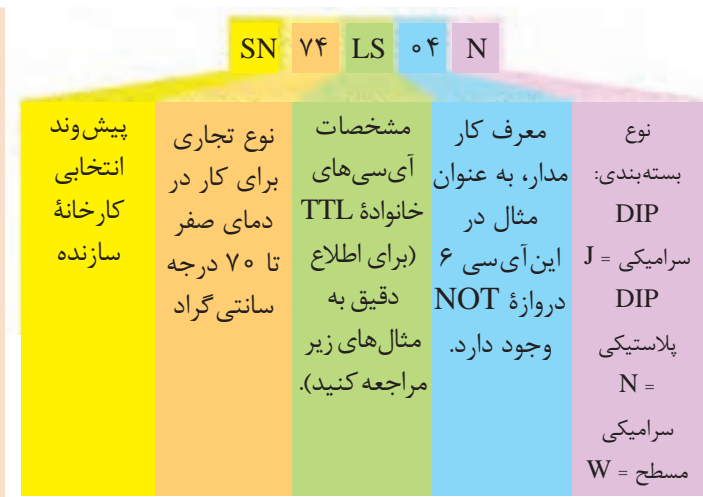 SN ۷۴ LS ۰۴ N
پیش‌وند
انتخابی
کارخانهٔ
سازنده
نوع تجاری
برای کار در
دمای صفر
تا ۷۰ درجه
سانتی‌گراد
مشخصات
آی‌سی‌های
خانوادهٔ TTL
(برای اطلاع
دقیق به
مثال‌های زیر
مراجعه کنید).
معرف کار
مدار، به عنوان
مثال در
این‌آی‌سی ۶
دروازهٔ NOT
وجود دارد.
نوع
بسته‌بندی:
DIP
سرامیکی = J
DIP
پلاستیکی
= N
سرامیکی
مسطح = W